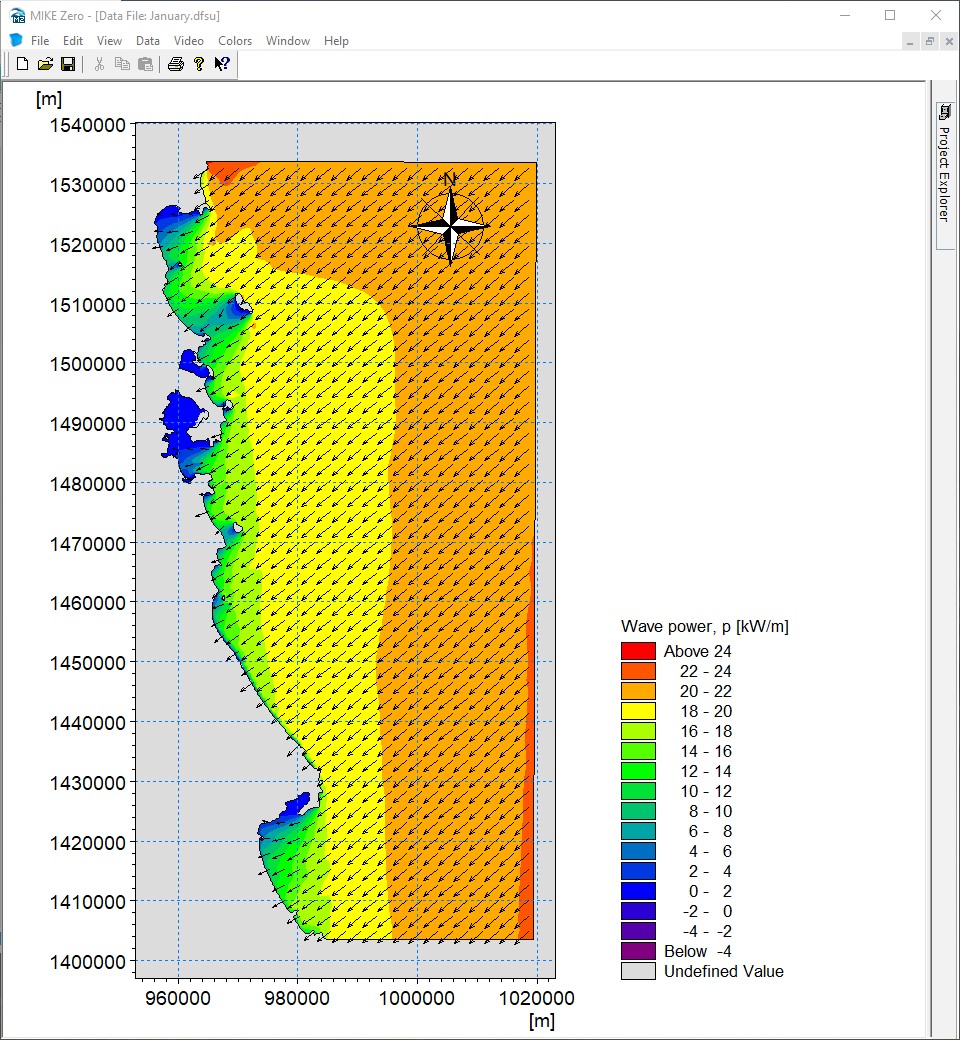 MIKE Zero - [Data File: January.dfsu]
File Edit View Data Video Colors Window Help
Project Explorer
[m]
1540000
1530000
1520000
1510000
1500000
1490000
1480000
1470000
1460000
1450000
1440000
1430000
1420000
1410000
1400000
N
960000 980000 1000000 1020000
[m]
Wave power, p [kW/m]
Above 24
22 - 24
20 - 22
18 - 20
16 - 18
14 - 16
12 - 14
10 - 12
8 - 10
6 - 8
4 - 6
2 - 4
0 - 2
-2 - 0
-4 - -2
Below -4
Undefined Value